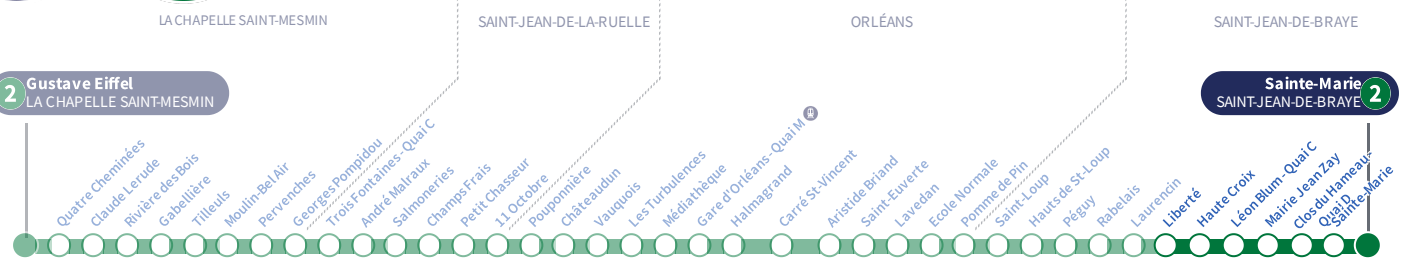 LA CHAPELLE SAINT-MESMIN
SAINT-JEAN-DE-LA-RUELLE
ORLÉANS
SAINT-JEAN-DE-BRAYE
2
Gustave Eiffel
LA CHAPELLE SAINT-MESMIN
Sainte-Marie
SAINT-JEAN-DE-BRAYE
2
Quatre Cheminées
Claude Lerude
Rivière des Bois
Gabellière
Tilleuls
Moulin-Bel Air
Pervenches
Georges Pompidou
Trois Fontaines - Quai C
André Malraux
Salmoneries
Champs Frais
Petit Chasseur
11 Octobre
Pouponnière
Châteaudun
Vauquois
Les Turbulences
Médiathèque
Gare d'Orléans - Quai M
Halmagrand
Carré St-Vincent
Aristide Briand
Saint-Euverte
Lavedan
Ecole Normale
Pomme de Pin
Saint-Loup
Hauts de St-Loup
Péguy
Rabelais
Laurencin
Liberté
Haute Croix
Léon Blum - Quai C
Mairie Jean Zay
Clos du Hameau-
Quai D
Sainte-Marie